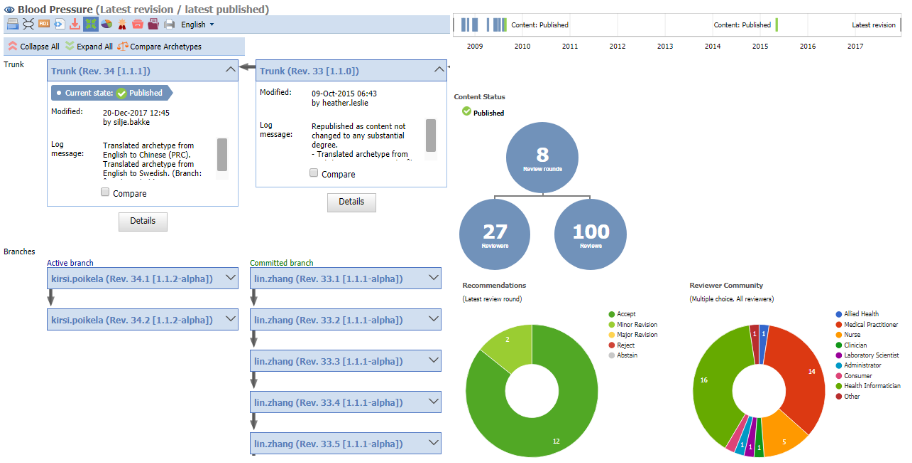 Blood Pressure (Latest revision / latest published)
ADL
English
Collapse All Expand All Compare Archetypes
Trunk
Trunk (Rev. 34 [1.1.1])
Current state: Published
Modified: 20-Dec-2017 12:45
by silje.bakke
Log message: Translated archetype from
English to Chinese (PRC).
Translated archetype from
English to Swedish. (Branch:
Compare
Details
Trunk (Rev. 33 [1.1.0])
Modified: 09-Oct-2015 06:43
by heather.leslie
Log message: Republished as content not
changed to any substantial
degree.
- Translated archetype from
Compare
Details
Branches
Active branch
kirsi.poikela (Rev. 34.1 [1.1.2-alpha])
kirsi.poikela (Rev. 34.2 [1.1.2-alpha])
Committed branch
lin.zhang (Rev. 33.1 [1.1.1-alpha])
lin.zhang (Rev. 33.2 [1.1.1-alpha])
lin.zhang (Rev. 33.3 [1.1.1-alpha])
lin.zhang (Rev. 33.4 [1.1.1-alpha])
lin.zhang (Rev. 33.5 [1.1.1-alpha])
Content: Published
Content: Published
Latest revision
2009 2010 2011 2012 2013 2014 2015 2016 2017
Content Status
Published
8
Review rounds
27
Reviewers
100
Reviews
Recommendations
(Latest review round)
2
12
Accept
Minor Revision
Major Revision
Reject
Abstain
Reviewer Community
(Multiple choice, All reviewers)
1
1
14
5
1
1
1
16
Allied Health
Medical Practitioner
Nurse
Clinician
Laboratory Scientist
Administrator
Consumer
Health Informatician
Other